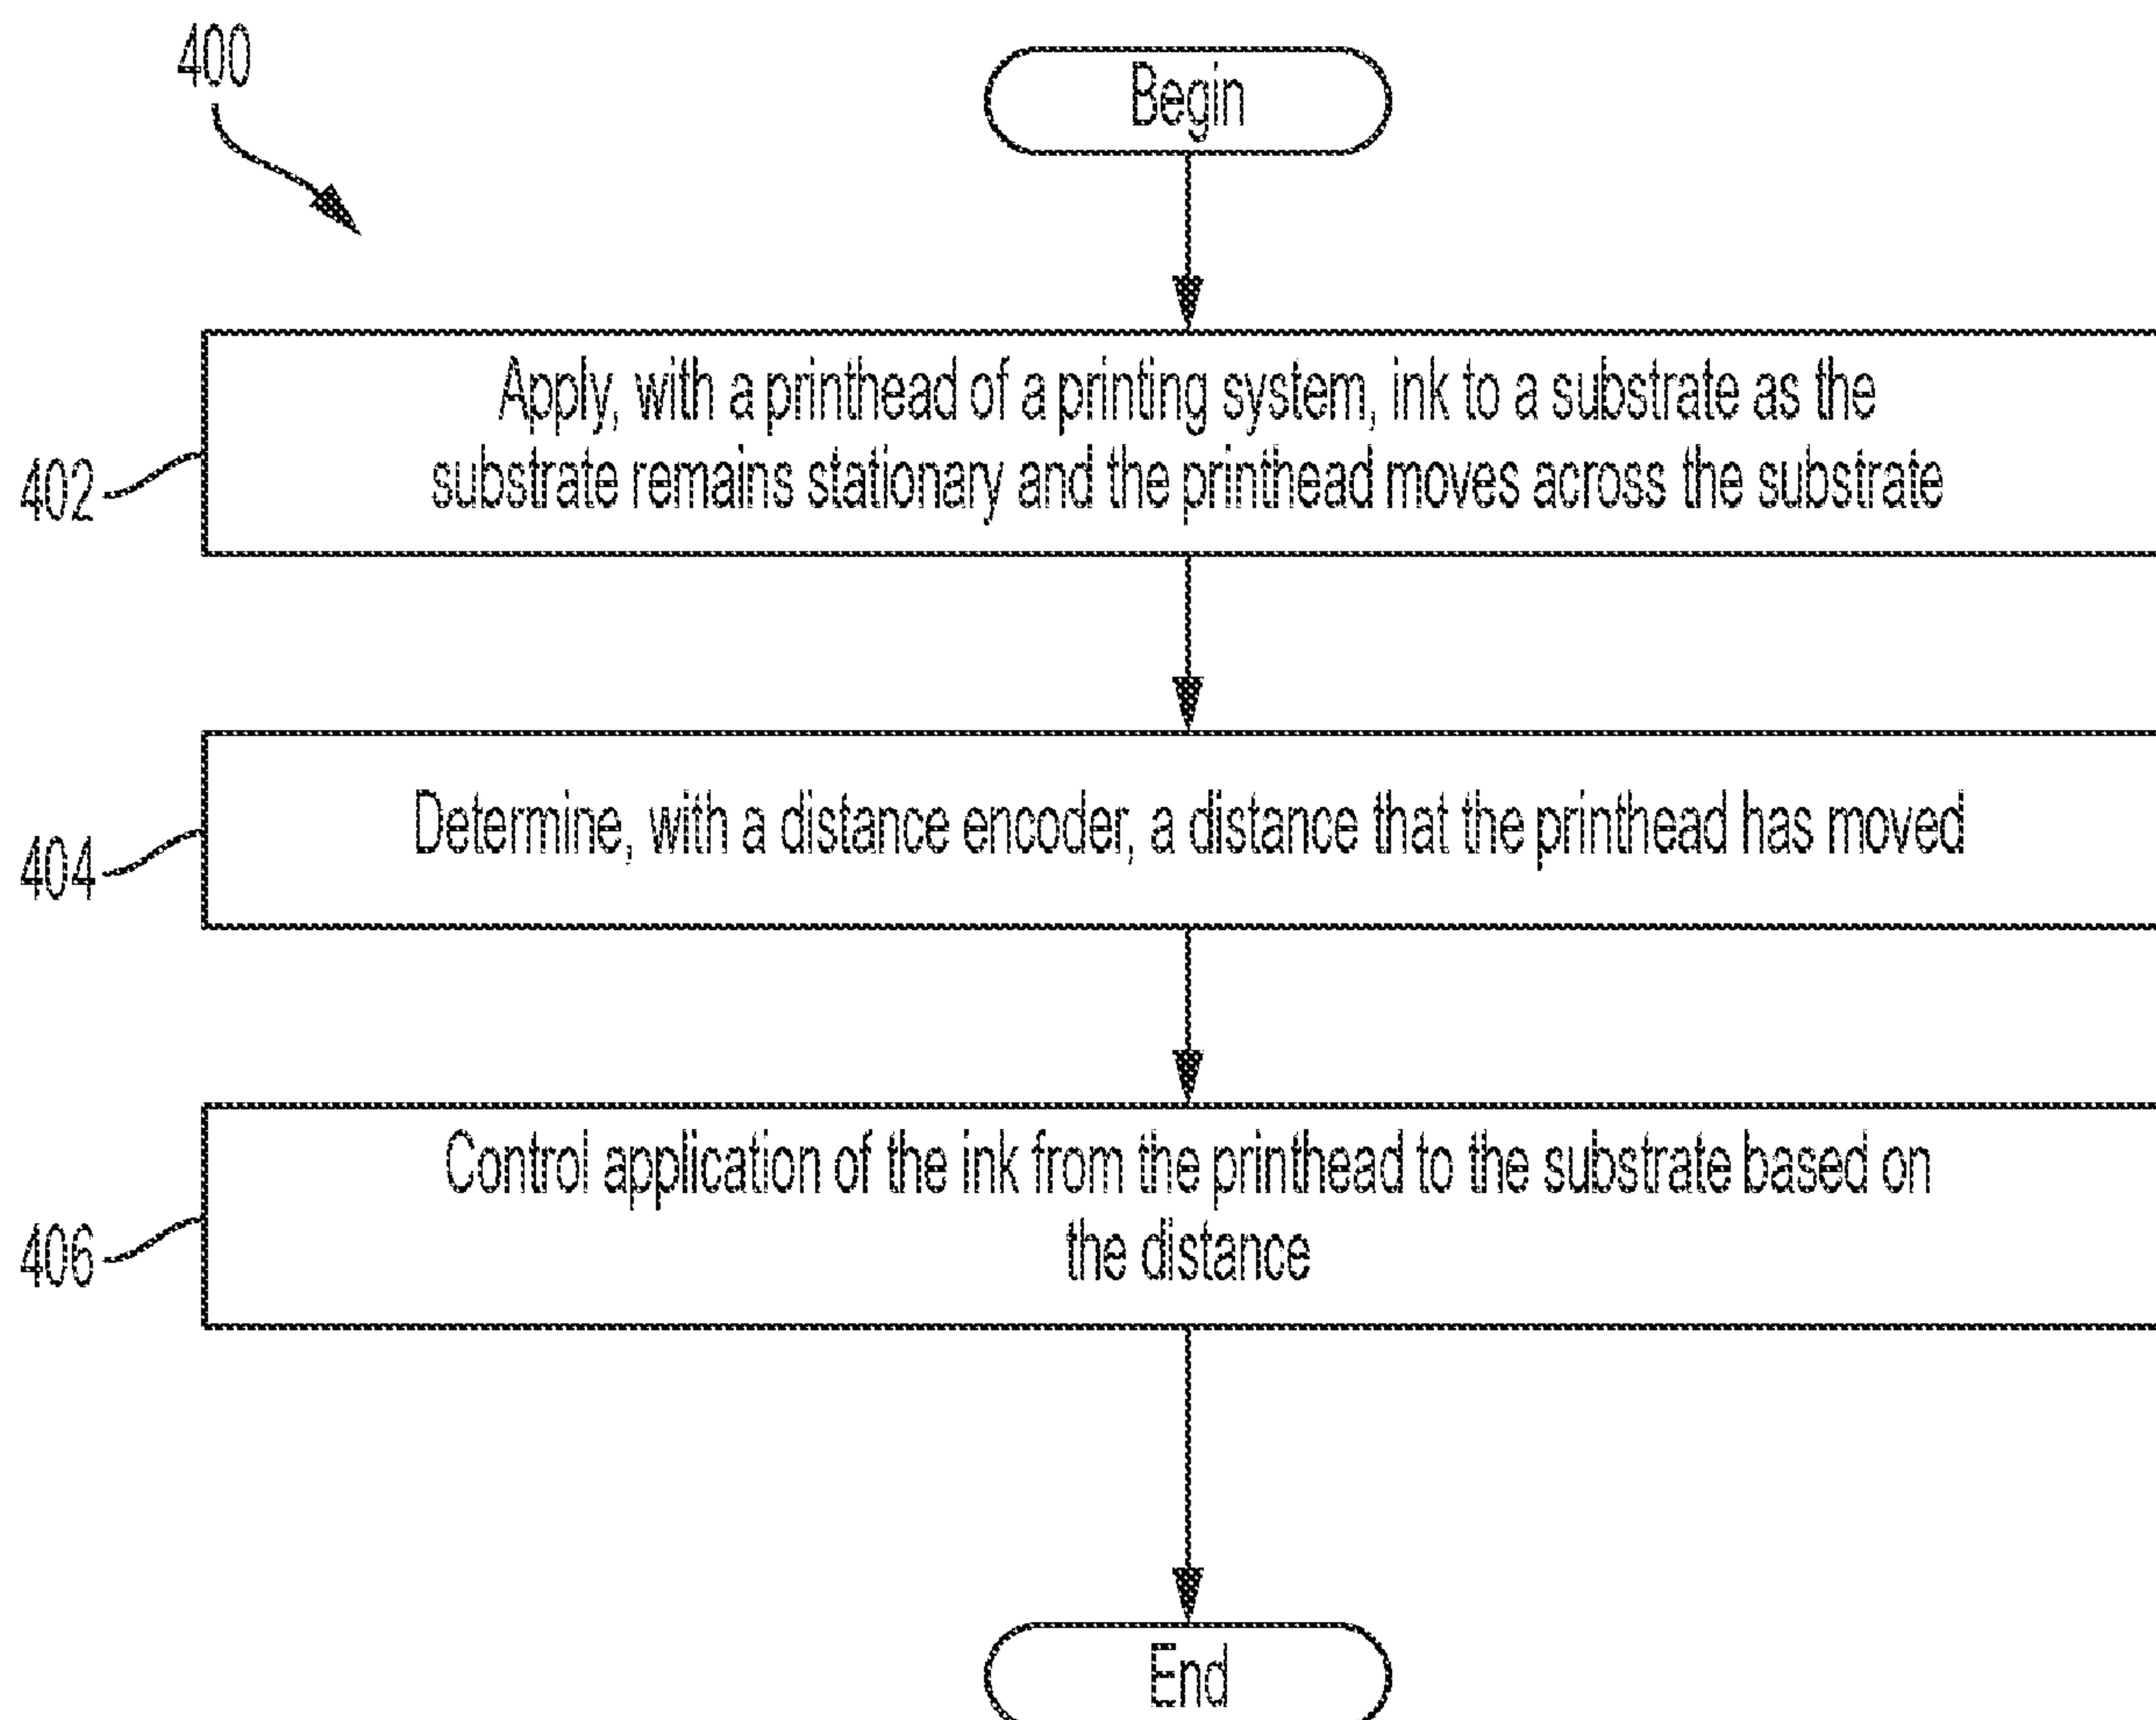 400
Begin
Apply, with a printhead of a printing system, ink to a substrate as the
substrate remains stationary and the printhead moves across the substrate
402
Determine, with a distance encoder, a distance that the printhead has moved
404
Control application of the ink from the printhead to the substrate based on
the distance
406
End